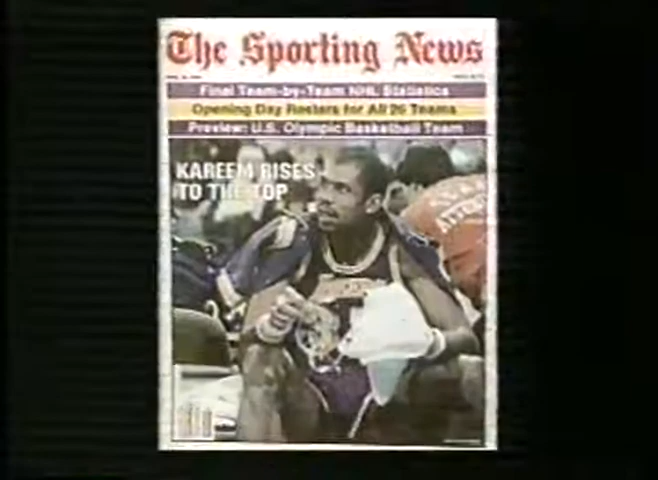 The Sporting News
Final Team-by-Team NHL Statistics
Opening Day Rosters for All 26 Teams
Preview: U.S. Olympic Basketball Team
KAREEM RISES
TO THE TOP